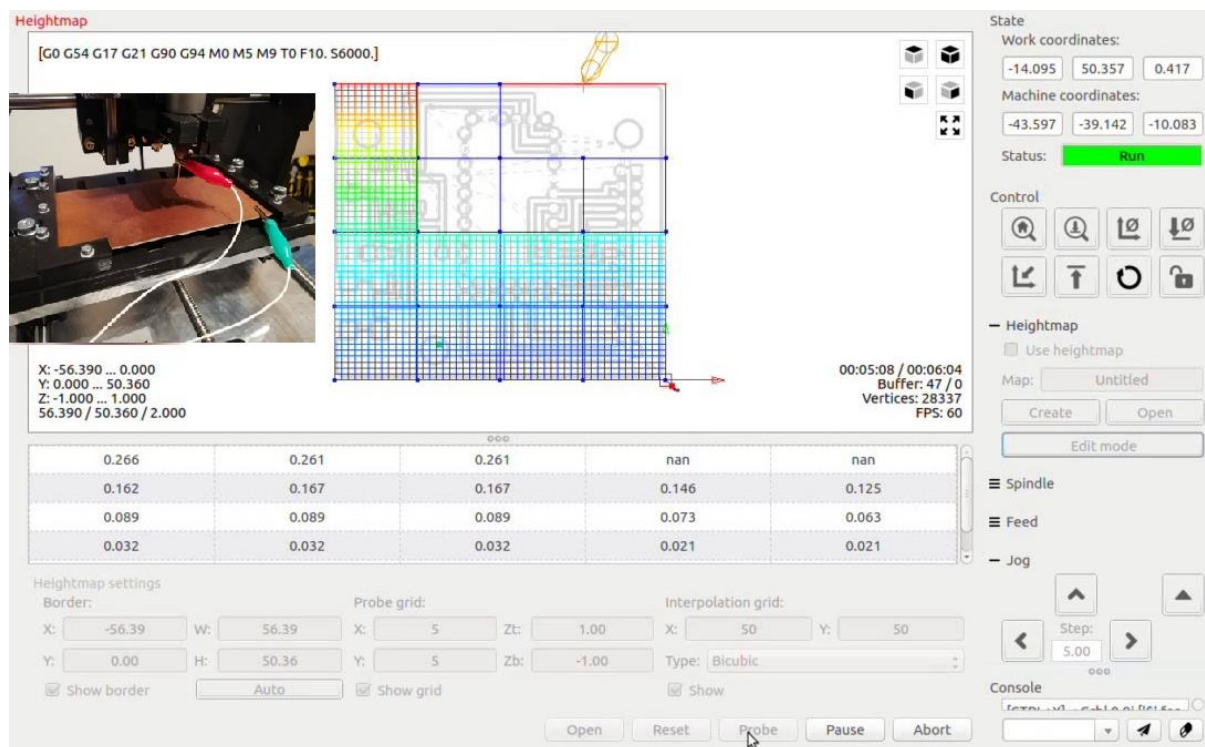 Heightmap
[G0 G54 G17 G21 G90 G94 M0 M5 M9 T0 F10. S6000.]
X: -56.390 ... 0.000
Y: 0.000 ... 50.360
Z: -1.000 ... 1.000
56.390 / 50.360 / 2.000
00:05:08 / 00:06:04
Buffer: 47 / 0
Vertices: 28337
FPS: 60
0.266 0.261 0.261 nan nan
0.162 0.167 0.167 0.146 0.125
0.089 0.089 0.089 0.073 0.063
0.032 0.032 0.032 0.021 0.021
Heightmap settings
Border: Probe grid: Interpolation grid:
X: -56.39 W: 56.39 X: 5 Zt: 1.00 X: 50 Y: 50
Y: 0.00 H: 50.36 Y: 5 Zb: -1.00 Type: Bicubic
Show border Auto Show grid Show
Open Reset Probe Pause Abort
State
Work coordinates:
-14.095 50.357 0.417
Machine coordinates:
-43.597 -39.142 -10.083
Status: Run
Control
Heightmap
Use heightmap
Map: Untitled
Create Open
Edit mode
Spindle
Feed
Jog
Step:
5.00
Console